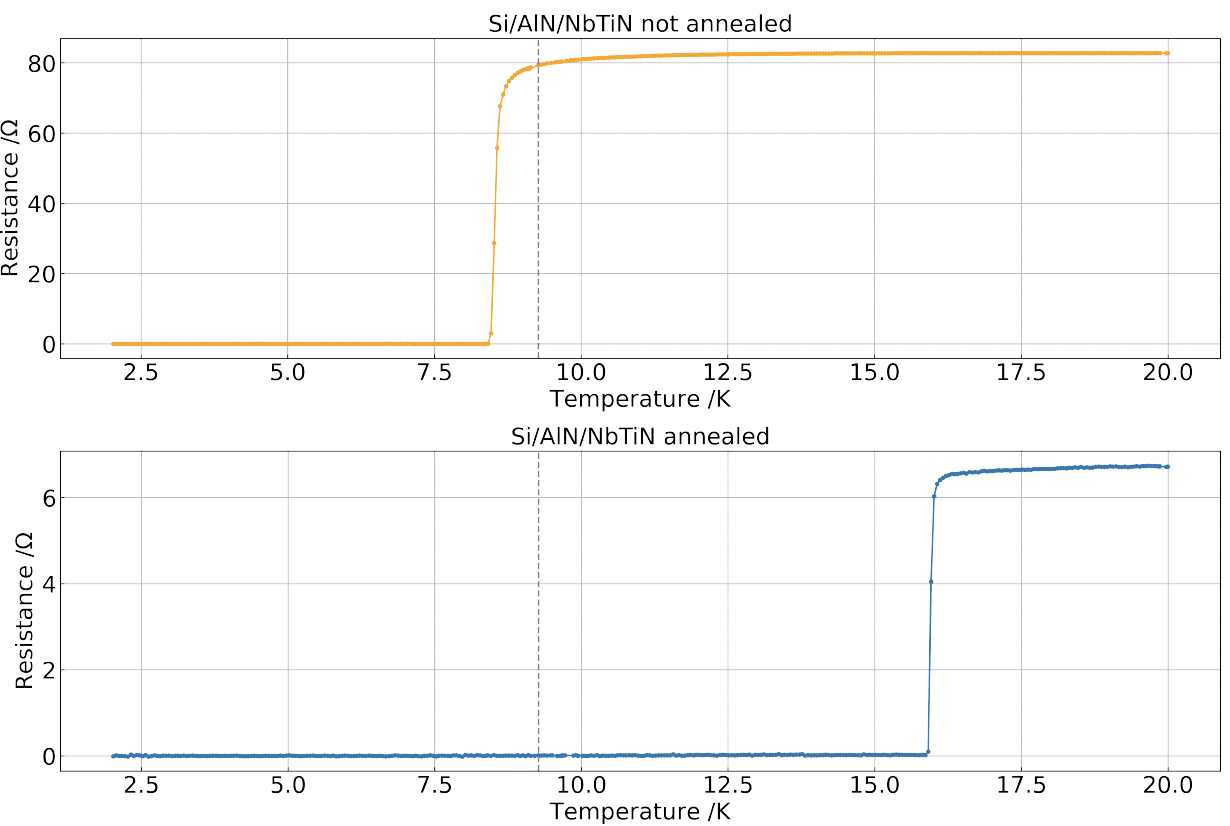 Si/AlN/NbTiN not annealed
Resistance /Ω
80
60
40
20
0
2.5 5.0 7.5 10.0 12.5 15.0 17.5 20.0
Temperature /K
Si/AlN/NbTiN annealed
Resistance /Ω
6
4
2
0
2.5 5.0 7.5 10.0 12.5 15.0 17.5 20.0
Temperature /K